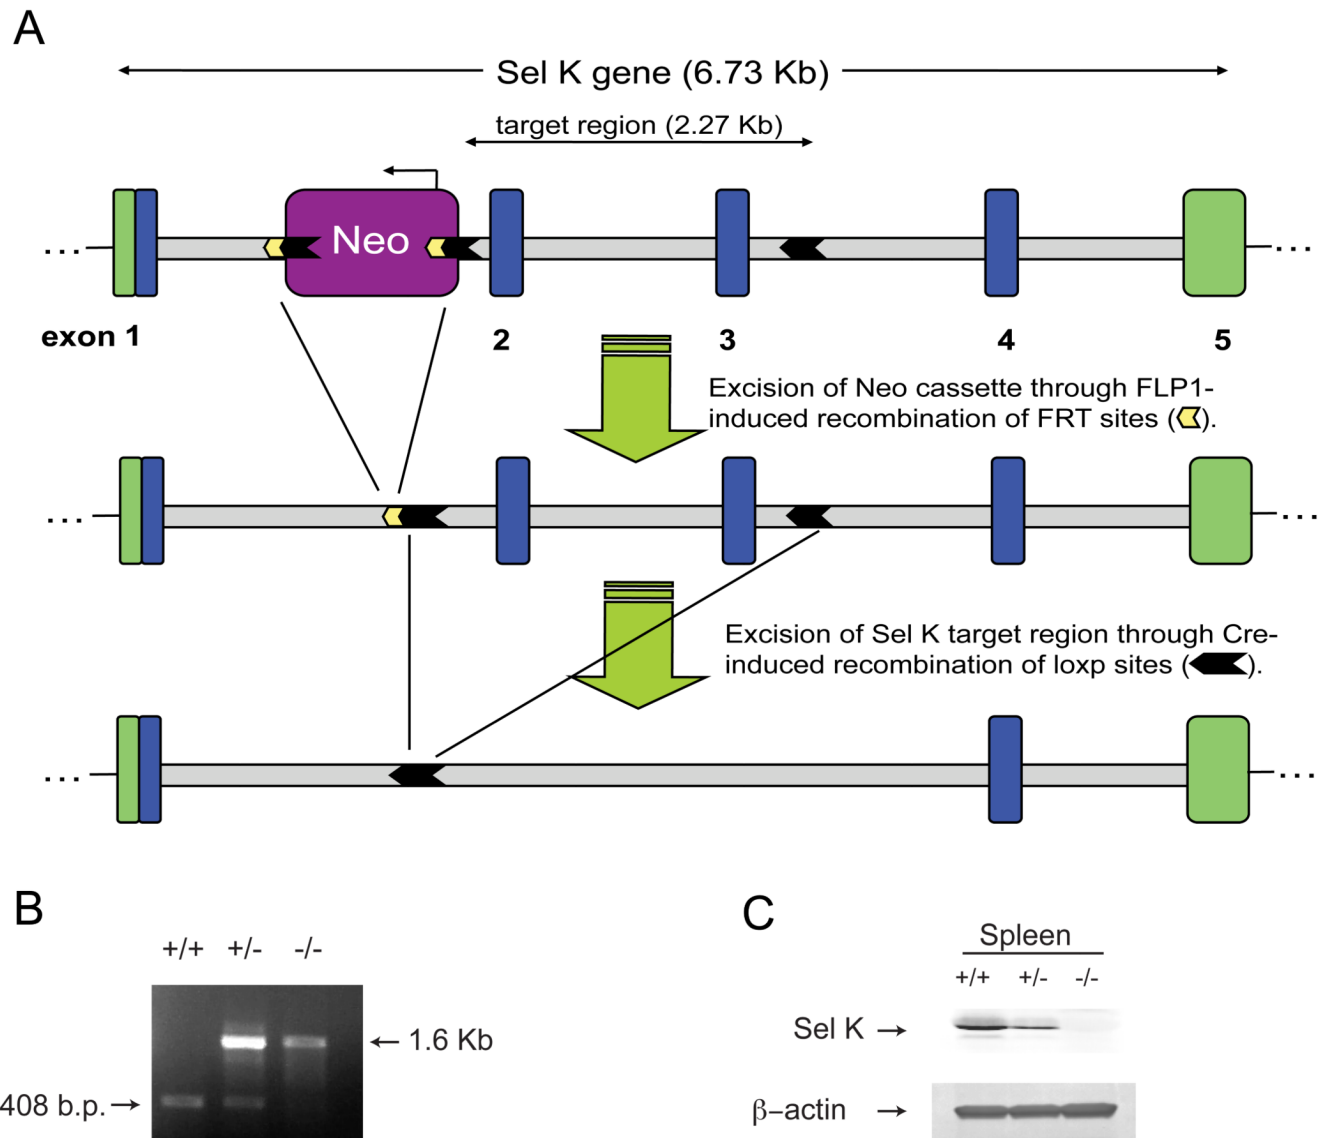 A
Sel K gene (6.73 Kb)
target region (2.27 Kb)
Neo
... ...
exon 1 2 3 4 5
Excision of Neo cassette through FLP1-
induced recombination of FRT sites ( ).
... ...
Excision of Sel K target region through Cre-
induced recombination of loxp sites ( ).
... ...
B
+/+ +/- -/-
1.6 Kb
408 b.p.
C
Spleen
+/+ +/- -/-
Sel K
β–actin